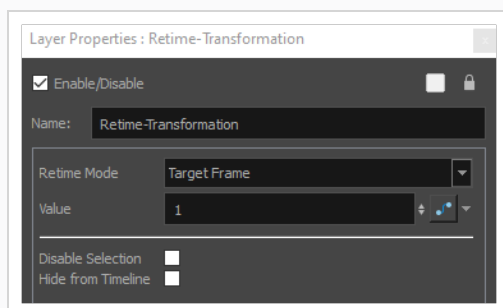 Layer Properties : Retime-Transformation
x
Enable/Disable
Name: Retime-Transformation
Retime Mode Target Frame
Value 1
Disable Selection
Hide from Timeline